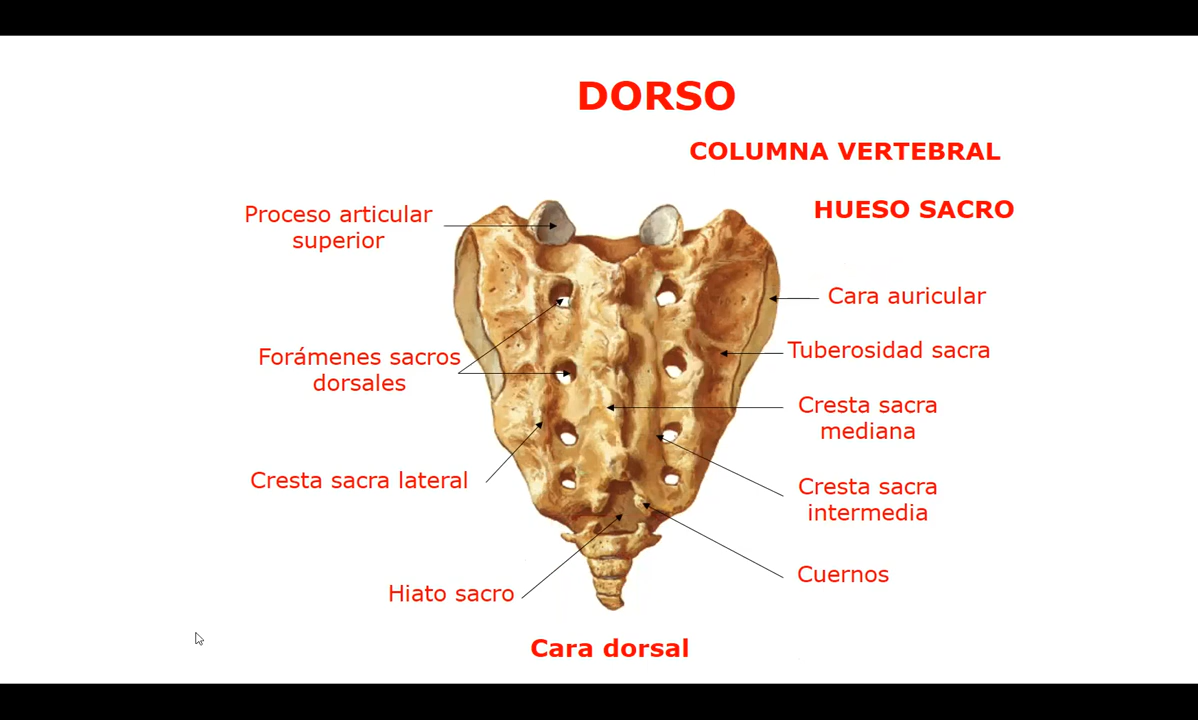 DORSO
COLUMNA VERTEBRAL
HUESO SACRO
Proceso articular
superior
Cara auricular
Forámenes sacros
dorsales
Tuberosidad sacra
Cresta sacra
mediana
Cresta sacra lateral
Cresta sacra
intermedia
Cuernos
Hiato sacro
Cara dorsal